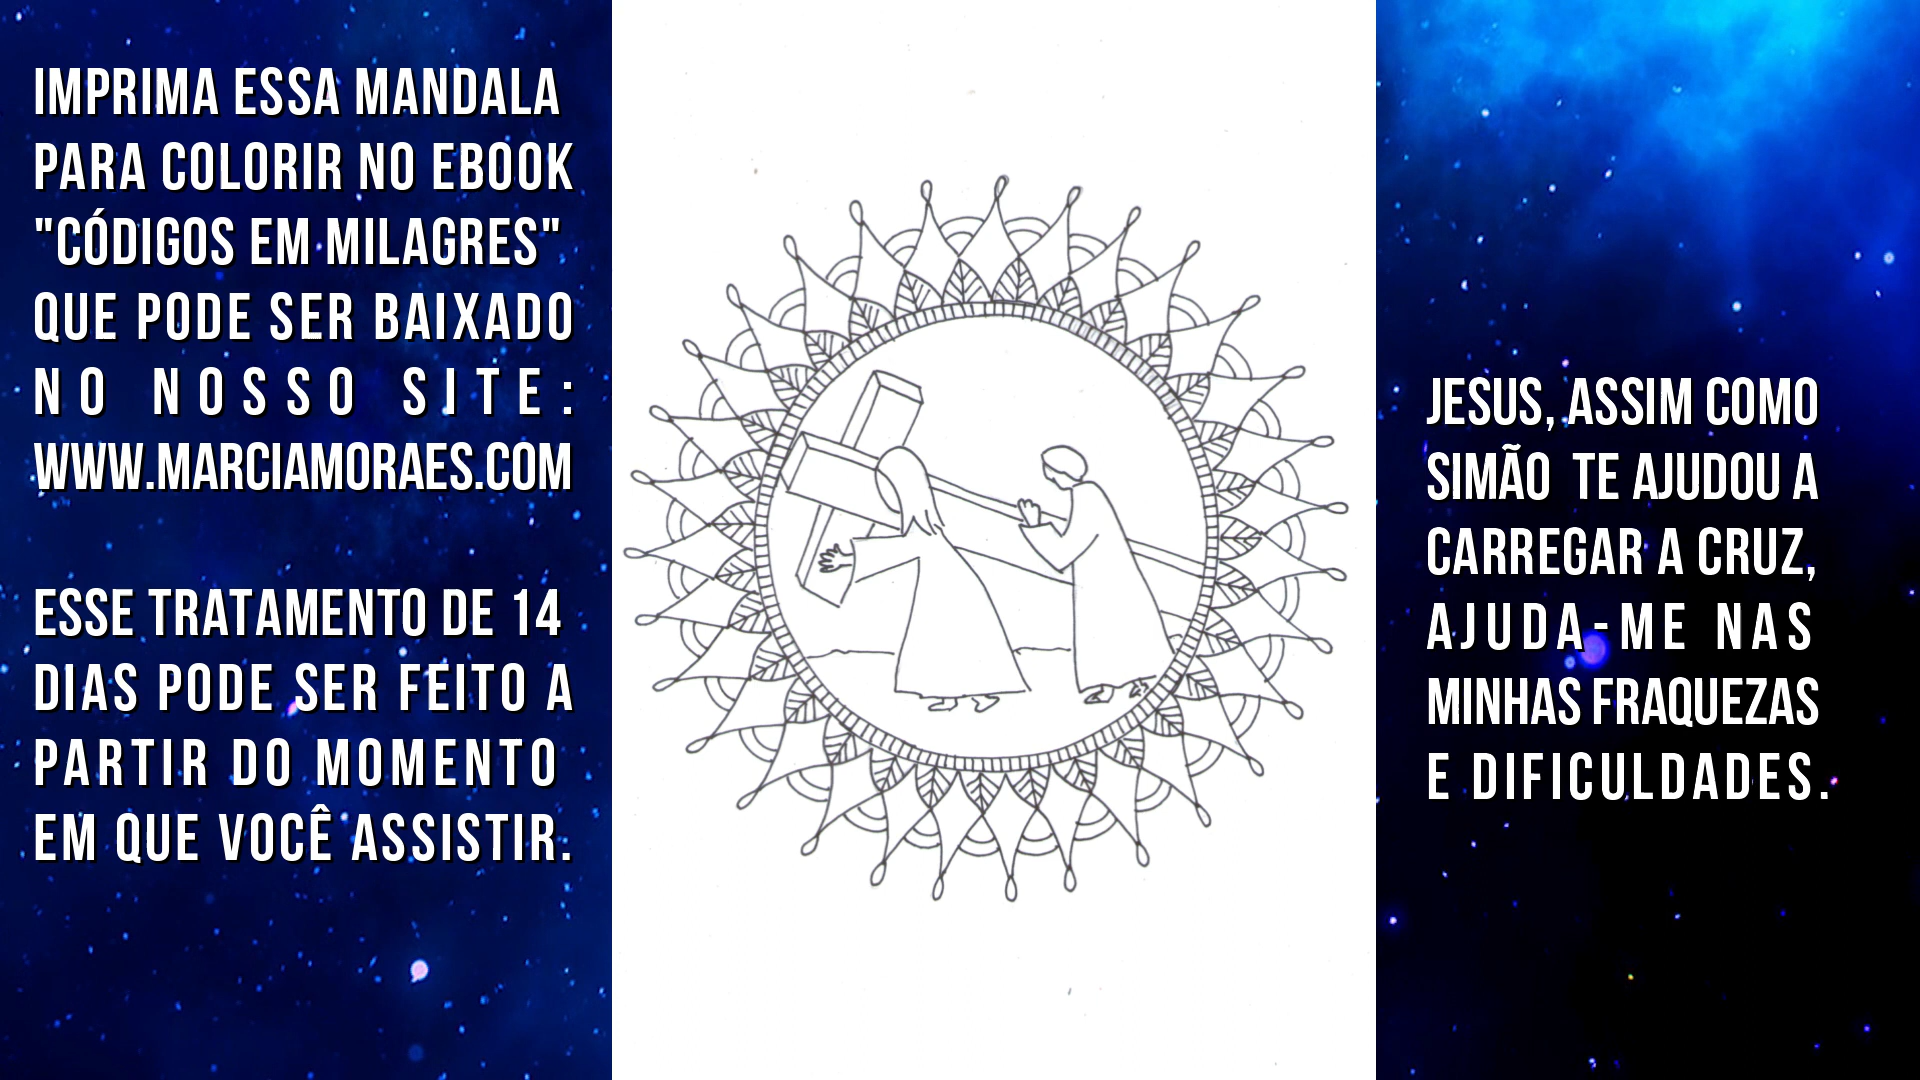 IMPRIMA ESSA MANDALA
PARA COLORIR NO EBOOK
"CÓDIGOS EM MILAGRES"
QUE PODE SER BAIXADO
NO NOSSO SITE:
WWW.MARCIAMORAES.COM
ESSE TRATAMENTO DE 14
DIAS PODE SER FEITO A
PARTIR DO MOMENTO
EM QUE VOCÊ ASSISTIR.
JESUS, ASSIM COMO
SIMÃO TE AJUDOU A
CARREGAR A CRUZ,
AJUDA-ME NAS
MINHAS FRAQUEZAS
E DIFICULDADES.